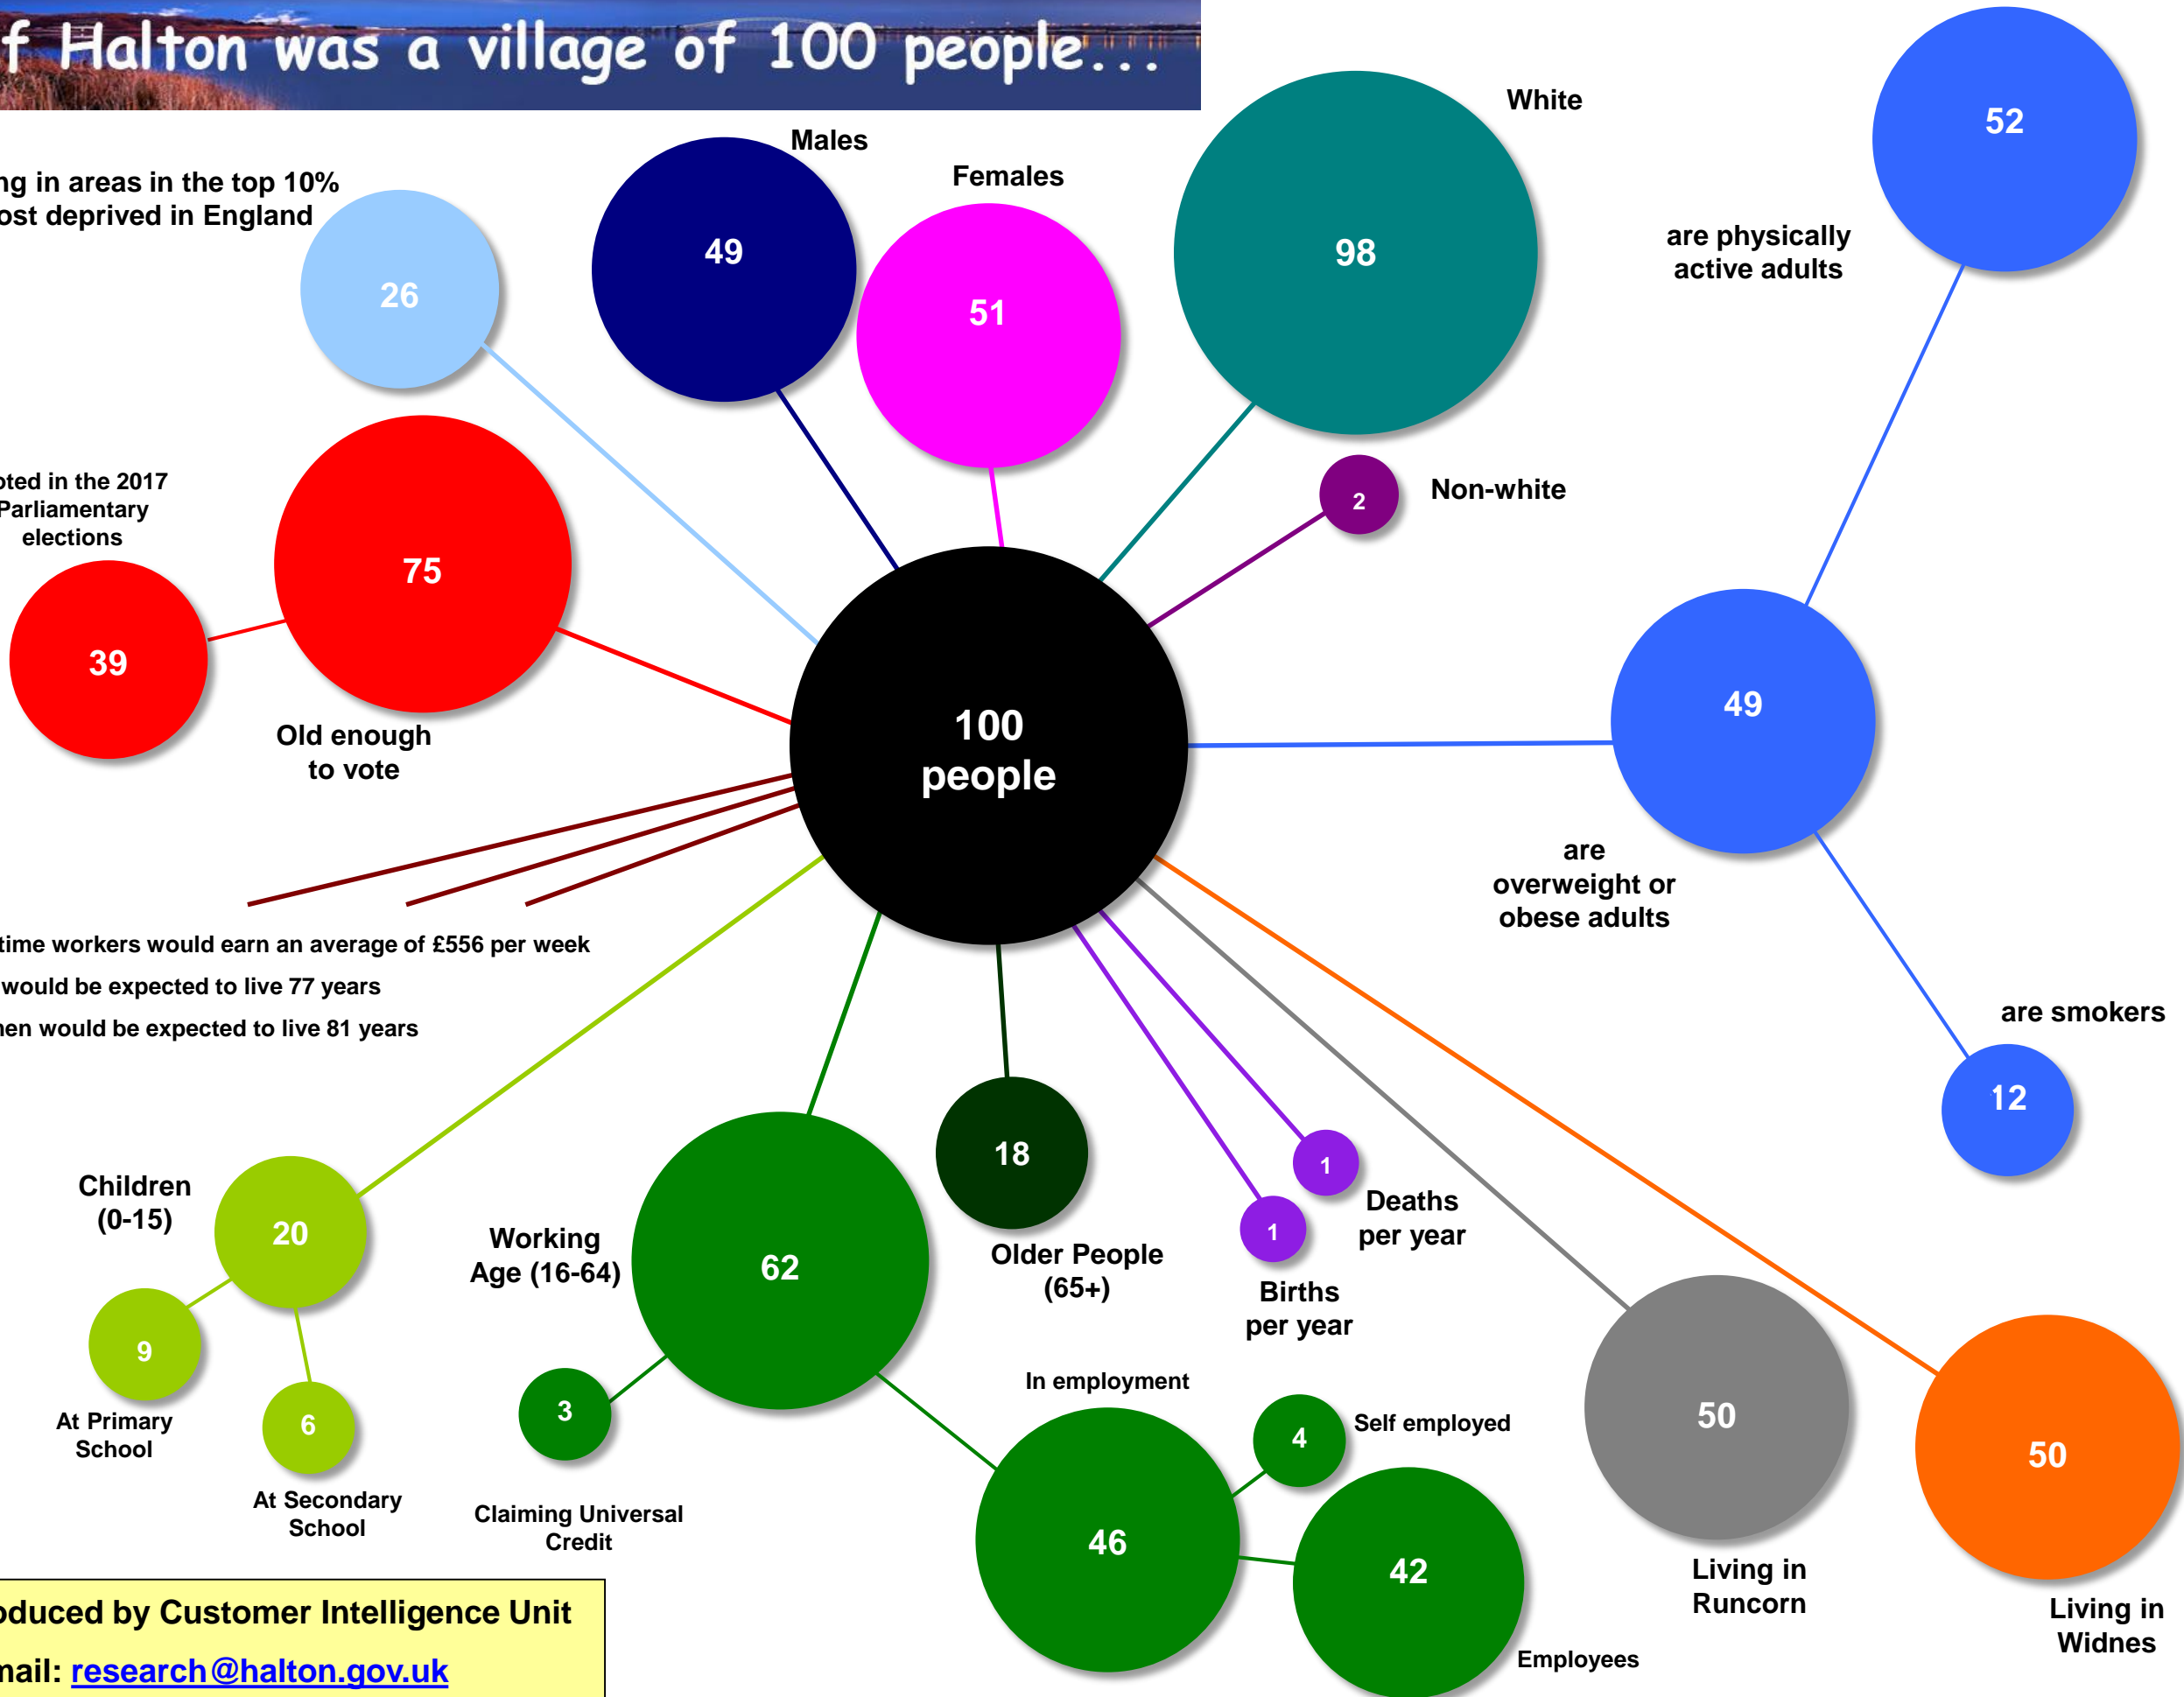 f Halton was a village of 100 people...
Males
49
Females
51
White
98
Non-white
2
52
are physically
active adults
49
are
overweight or
obese adults
are smokers
12
ng in areas in the top 10%
ost deprived in England
26
oted in the 2017
Parliamentary
elections
39
75
Old enough
to vote
100
people
time workers would earn an average of £556 per week
would be expected to live 77 years
men would be expected to live 81 years
Children
(0-15)
20
9
At Primary
School
6
At Secondary
School
Working
Age (16-64)
62
3
Claiming Universal
Credit
In employment
46
4
Self employed
42
Employees
18
Older People
(65+)
1
Births
per year
1
Deaths
per year
50
Living in
Runcorn
50
Living in
Widnes
oduced by Customer Intelligence Unit
mail: research@halton.gov.uk